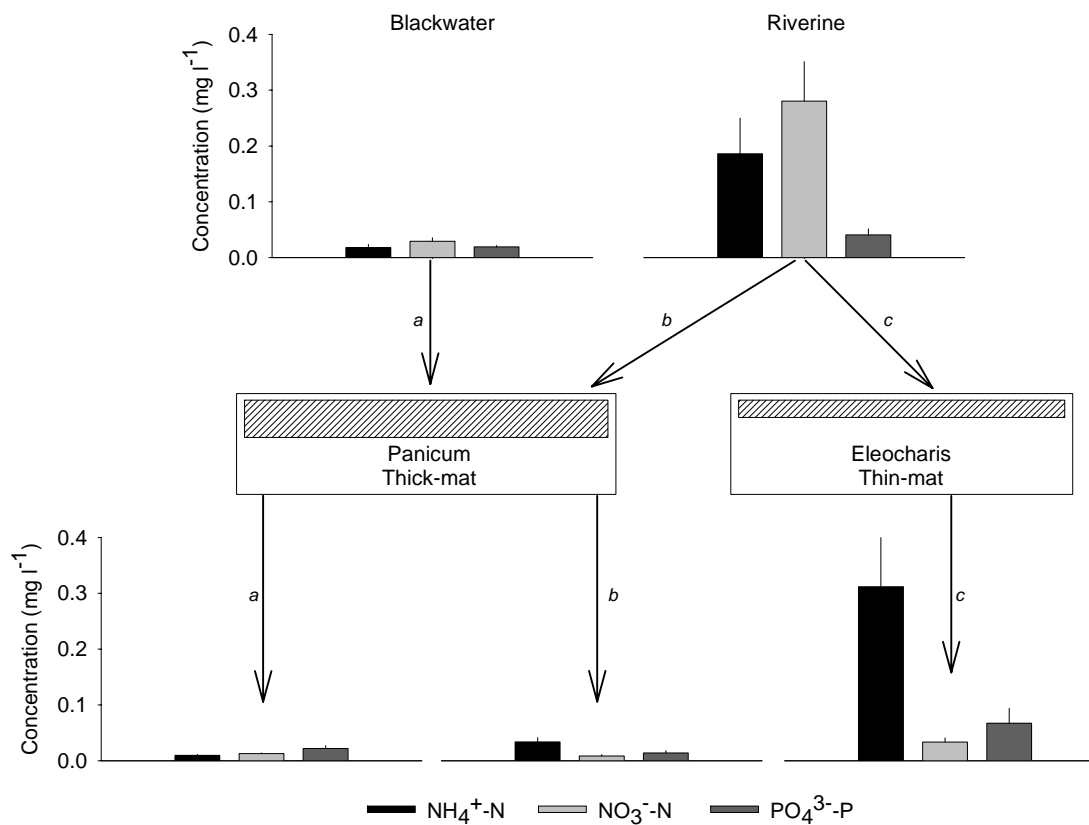 Blackwater
Riverine
Concentration (mg l⁻¹)
0.4
0.3
0.2
0.1
0.0
a
b
c
Panicum
Thick-mat
Eleocharis
Thin-mat
Concentration (mg l⁻¹)
0.4
0.3
0.2
0.1
0.0
a
b
c
NH₄⁺-N
NO₃⁻-N
PO₄³⁻-P